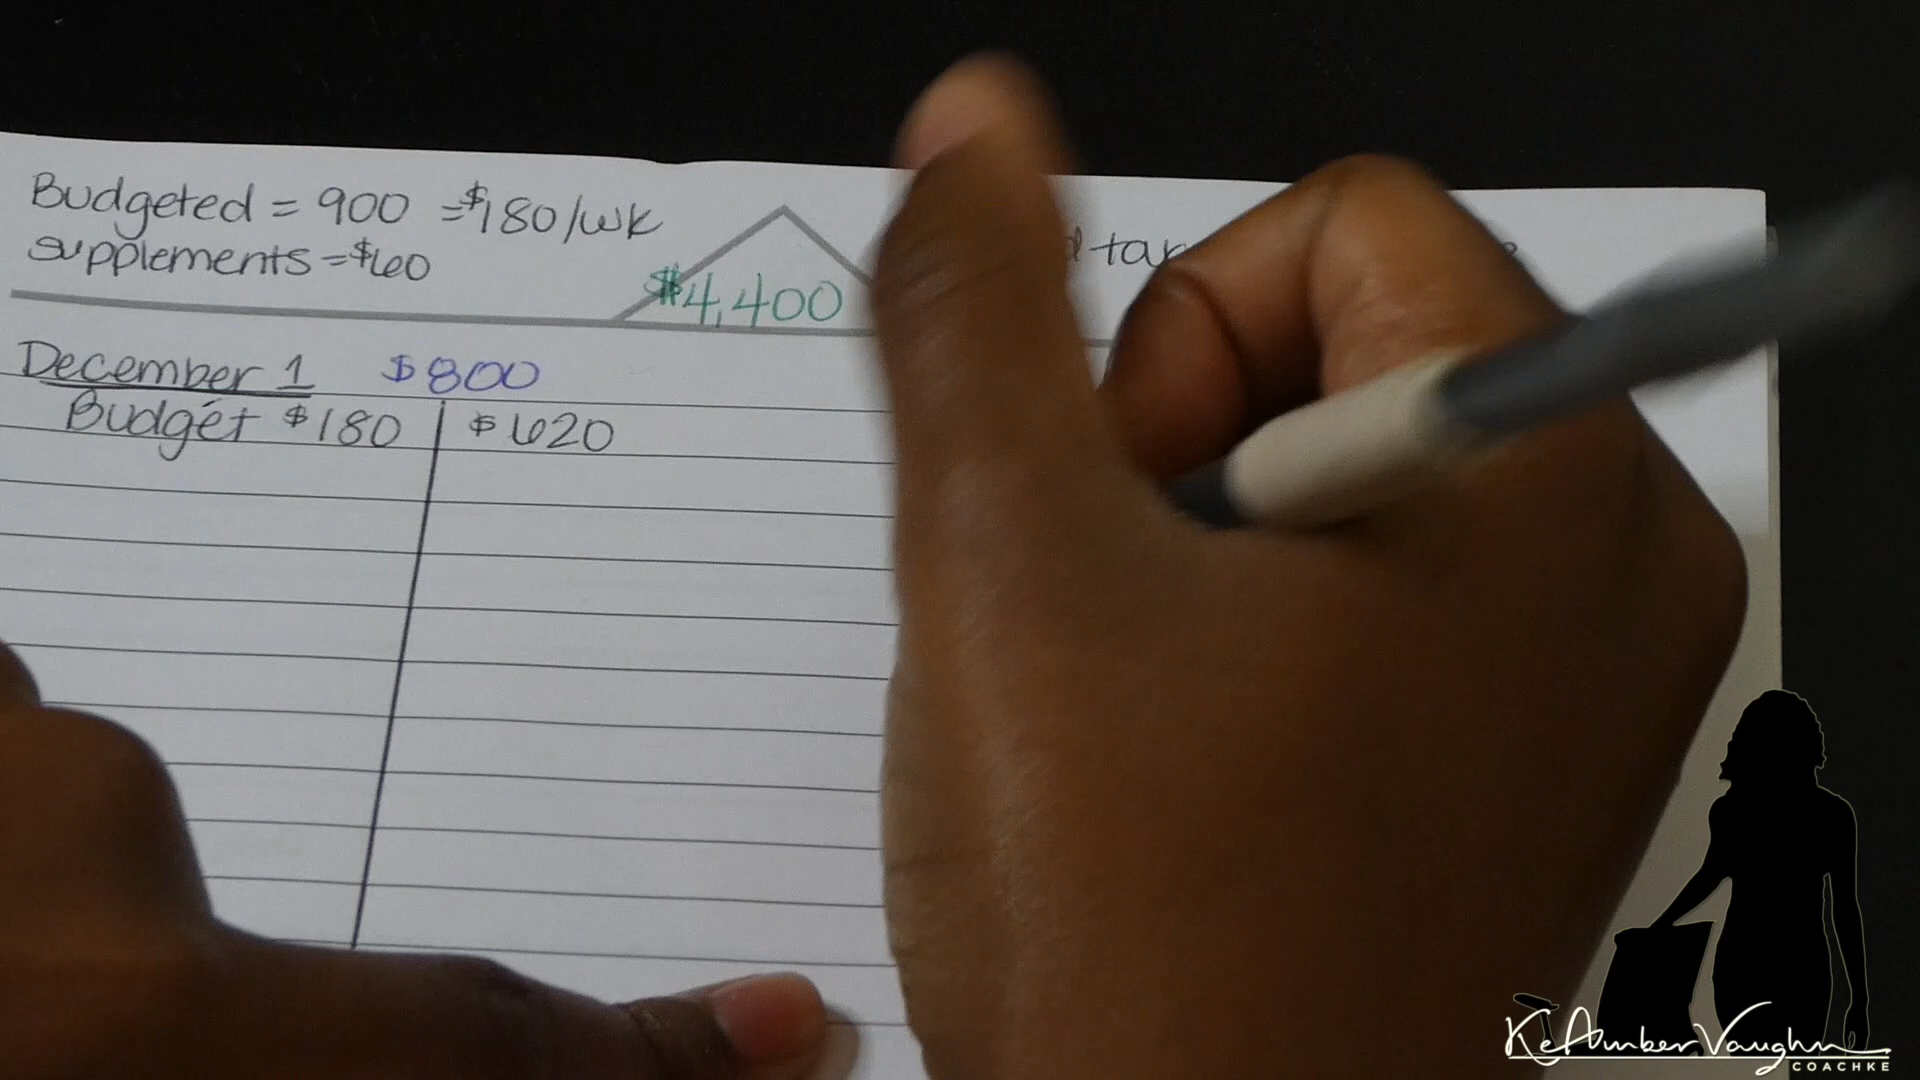 Budgeted = 900 = $180/wk
supplements = $60
$4,400
December 1 $800
Budget $180 $620
KeAmber Vaughn
COACHKE